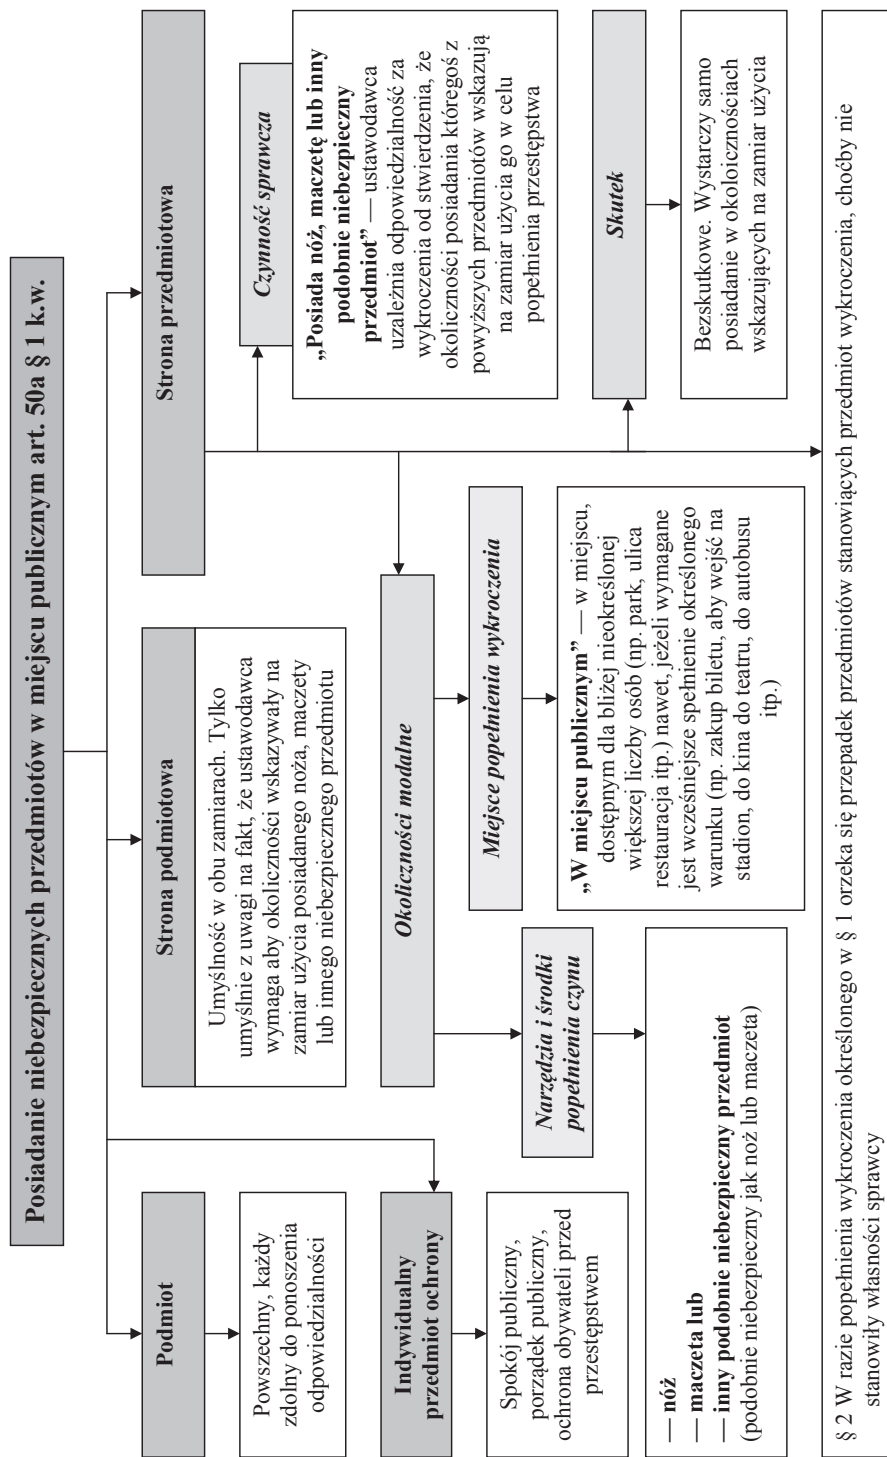 Posiadanie niebezpiecznych przedmiotów w miejscu publicznym art. 50a § 1 k.w.
Podmiot
Powszechny, każdy
zdolny do ponoszenia
odpowiedzialności
Indywidualny
przedmiot ochrony
Spokój publiczny,
porządek publiczny,
ochrona obywateli przed
przestępstwem
Strona podmiotowa
Umyślność w obu zamiarach. Tylko
umyślnie z uwagi na fakt, że ustawodawca
wymaga aby okoliczności wskazywały na
zamiar użycia posiadanego noża, maczety
lub innego niebezpiecznego przedmiotu
Strona przedmiotowa
Czynność sprawcza
„Posiada nóż, maczetę lub inny
podobnie niebezpieczny
przedmiot” — ustawodawca
uzależnia odpowiedzialność za
wykroczenia od stwierdzenia, że
okoliczności posiadania któregoś z
powyższych przedmiotów wskazują
na zamiar użycia go w celu
popełnienia przestępstwa
Okoliczności modalne
Narzędzia i środki
popełnienia czynu
— nóż
— maczeta lub
— inny podobnie niebezpieczny przedmiot
(podobnie niebezpieczny jak noż lub maczeta)
Miejsce popełnienia wykroczenia
„W miejscu publicznym” — w miejscu,
dostępnym dla bliżej nieokreślonej
większej liczby osób (np. park, ulica
restauracja itp.) nawet, jeżeli wymagane
jest wcześniejsze spełnienie określonego
warunku (np. zakup biletu, aby wejść na
stadion, do kina do teatru, do autobusu
itp.)
Skutek
Bezskutkowe. Wystarczy samo
posiadanie w okoloicznościach
wskazujących na zamiar użycia
§ 2 W razie popełnienia wykroczenia określonego w § 1 orzeka się przepadek przedmiotów stanowiących przedmiot wykroczenia, choćby nie
stanowiły własności sprawcy